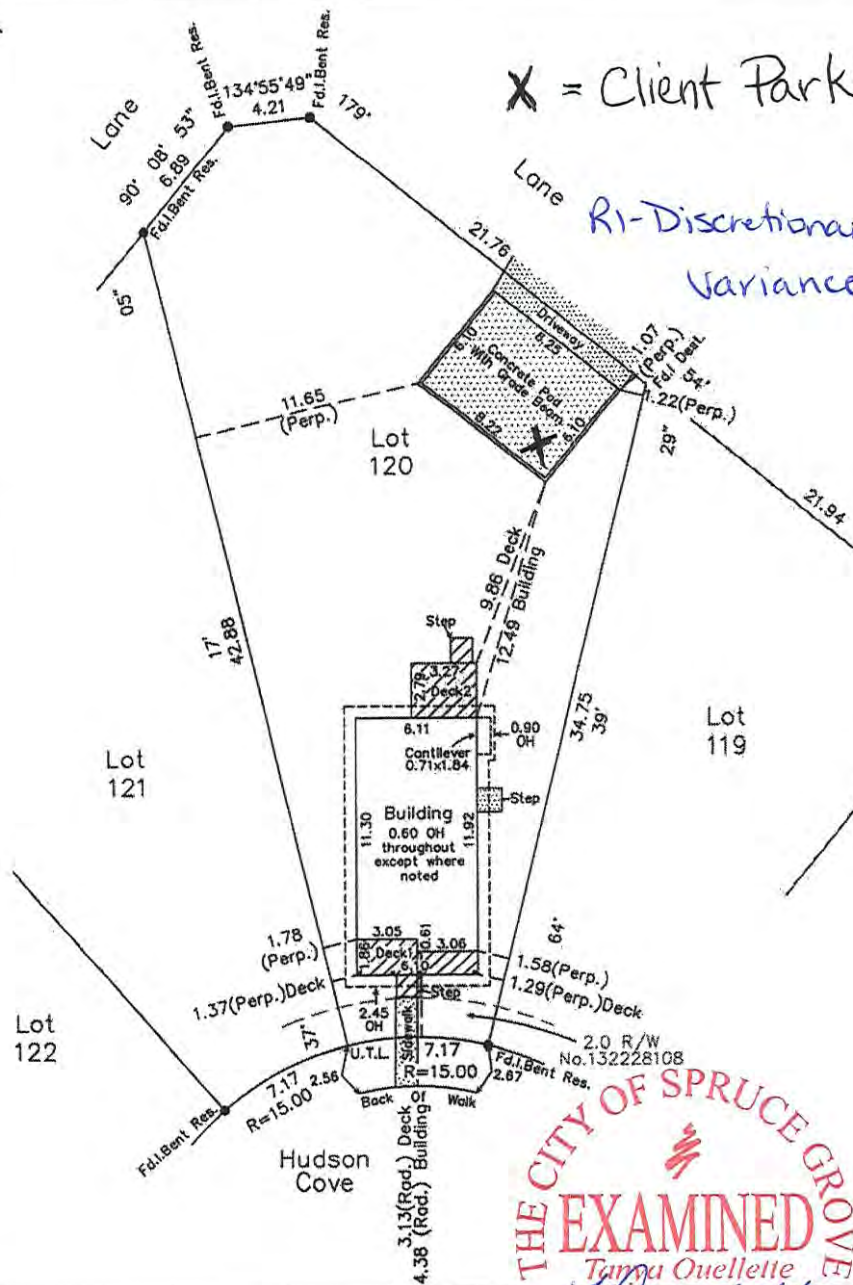 Fd.I.Bent Res.
Fd.I.Bent Res.
134°55'49"
4.21
179°
X = Client Park
Lane
90° 08' 53"
6.89
Fd.I.Bent Res.
Lane
R1-Discretionar
Variance
21.76
05"
Driveway
8.25
6.10
Concrete Pad
With Grade Beam
1.07
(Perp.)
Fd.I Dest.
54'
1.22(Perp.)
11.65
(Perp.)
8.22
X
6.10
29"
Lot
120
21.94
9.86 Deck
12.49 Building
Step
3.27
2.79
Deck2
17'
42.88
34.75
39'
6.11
0.90
OH
Cantilever
0.71x1.84
Lot
119
Lot
121
Step
Building
0.60 OH
throughout
except where
noted
11.30
11.92
3.05
0.61
3.06
1.78
(Perp.)
1.86
Deck1
6.10
64°
1.58(Perp.)
1.37(Perp.)Deck
1.29(Perp.)Deck
Step
2.45
OH
Sidewalk
Lot
122
37°
2.0 R/W
No.132228108
U.T.L.
7.17
R=15.00
Fd.I.Bent Res.
7.17
R=15.00
2.56
2.67
Fd.I.Bent Res.
Back Of Walk
Hudson
Cove
3.13(Rad.) Deck
4.38 (Rad.) Building
THE CITY OF SPRUCE GROVE
EXAMINED
Tanya Ouellette